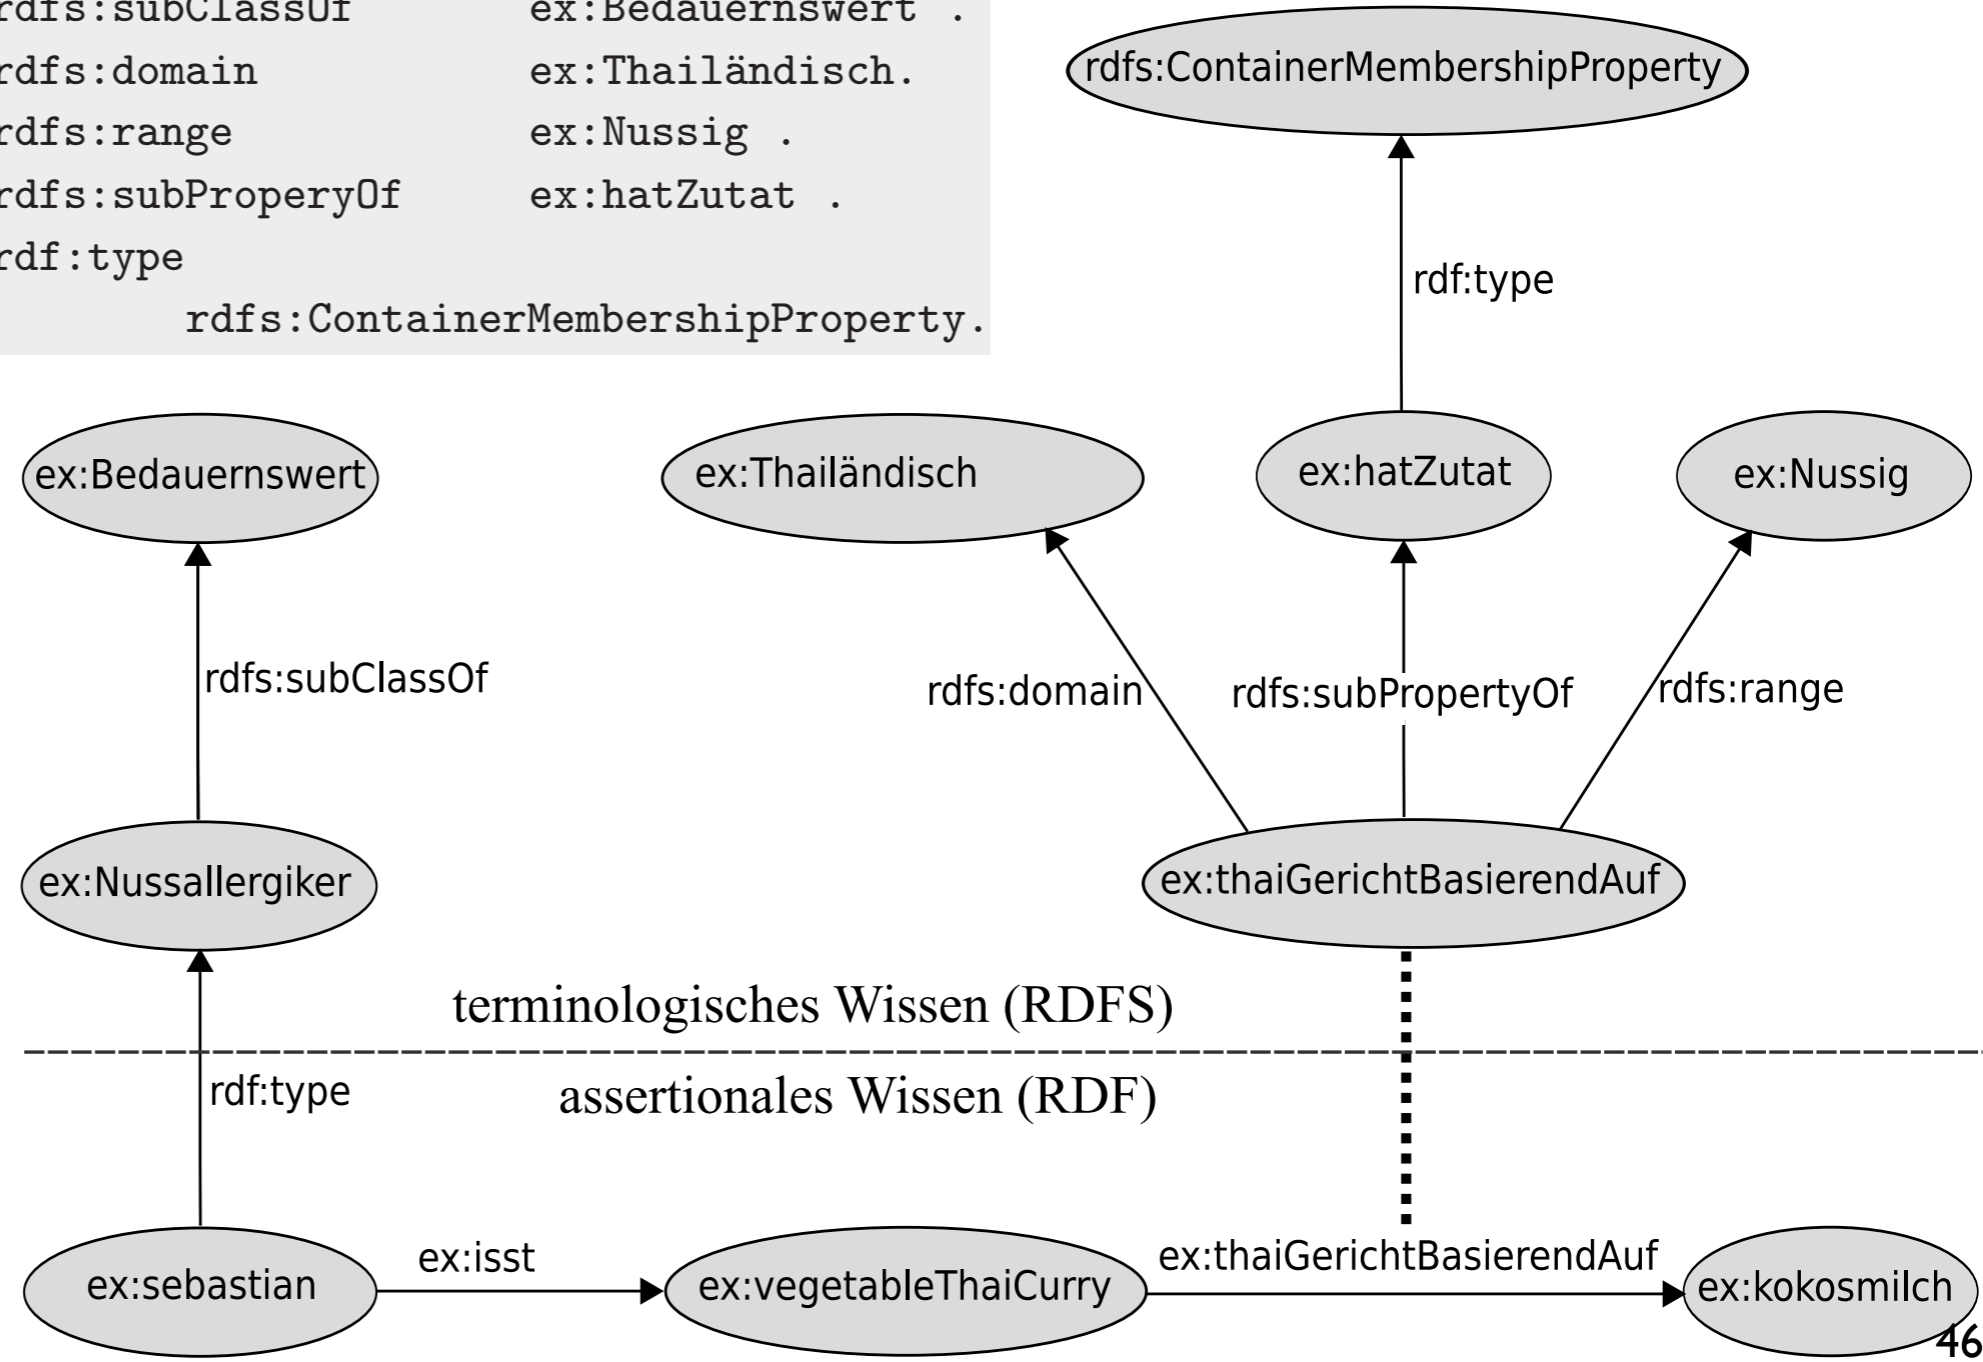 rdfs:subClassOf ex:Bedauernswert .
rdfs:domain ex:Thailändisch.
rdfs:range ex:Nussig .
rdfs:subProperyOf ex:hatZutat .
rdf:type
rdfs:ContainerMembershipProperty.
rdfs:ContainerMembershipProperty
rdf:type
ex:Bedauernswert
ex:Thailändisch
ex:hatZutat
ex:Nussig
rdfs:subClassOf
rdfs:domain
rdfs:subPropertyOf
rdfs:range
ex:Nussallergiker
ex:thaiGerichtBasierendAuf
terminologisches Wissen (RDFS)
rdf:type
assertionales Wissen (RDF)
ex:sebastian
ex:isst
ex:vegetableThaiCurry
ex:thaiGerichtBasierendAuf
ex:kokosmilch
46